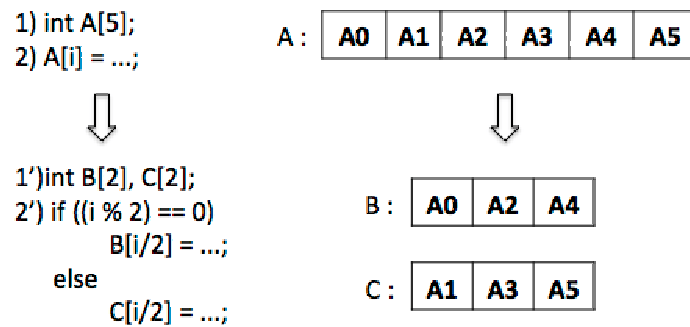 1) int A[5];
2) A[i] = ...;
A : A0 A1 A2 A3 A4 A5
1')int B[2], C[2];
2') if ((i % 2) == 0)
B[i/2] = ...;
else
C[i/2] = ...;
B : A0 A2 A4
C : A1 A3 A5